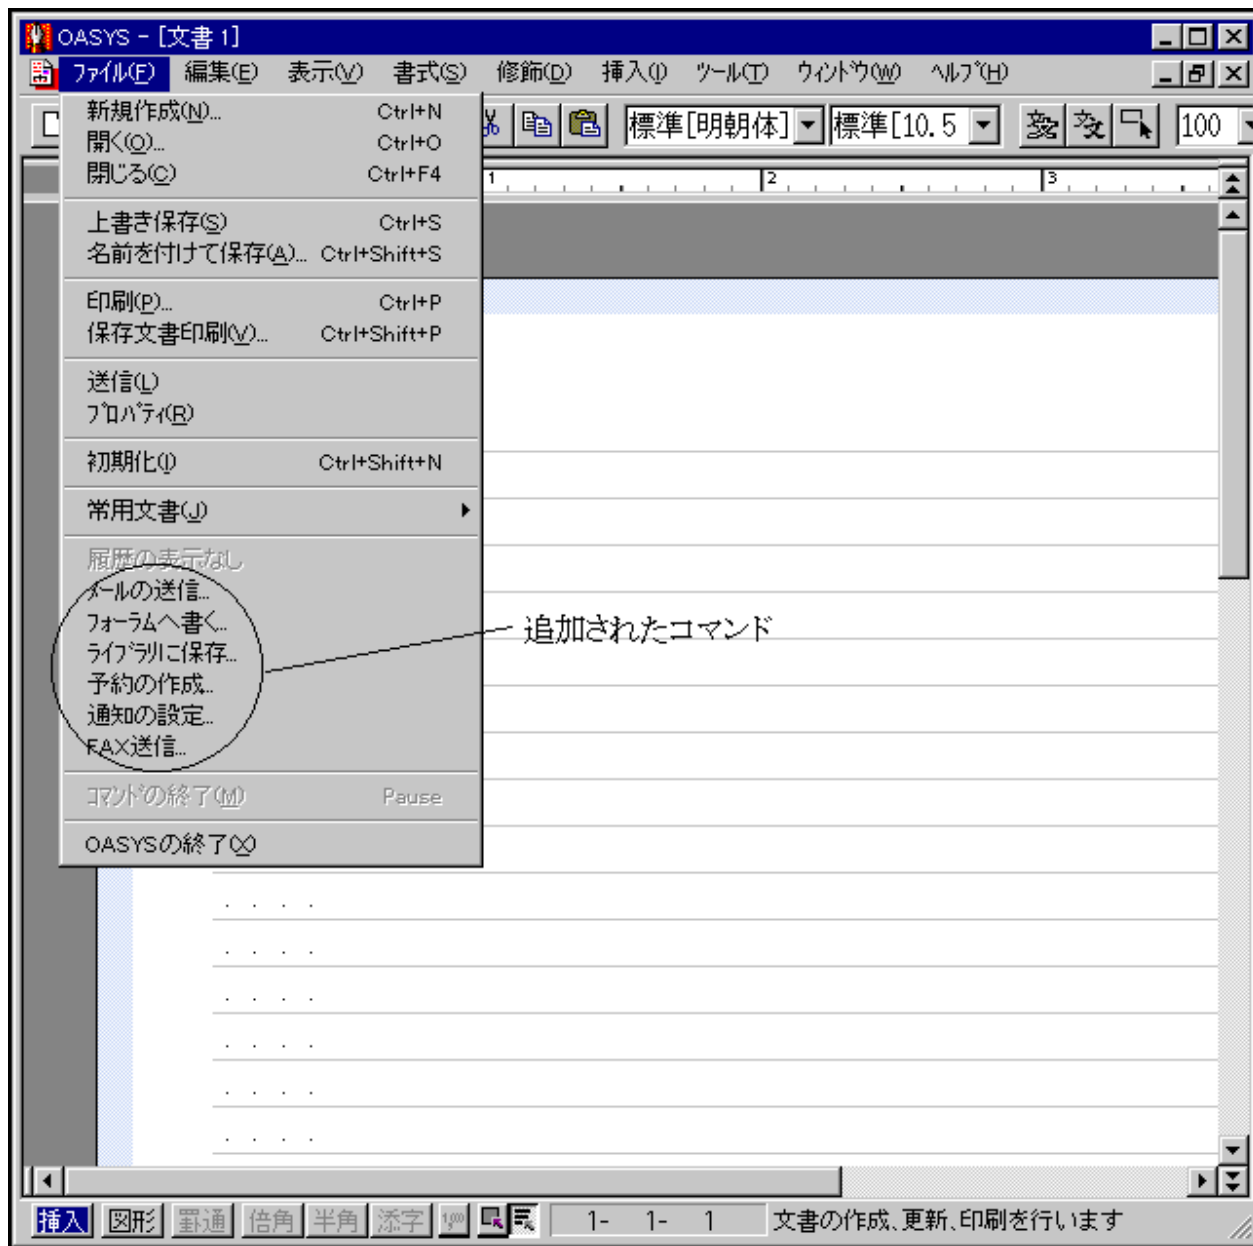 OASYS - [文書 1]
ファイル(F) 編集(E) 表示(V) 書式(S) 修飾(D) 挿入(I) ツール(T) ウィンドウ(W) ヘルプ(H)
標準[明朝体] 標準[10.5 100
新規作成(N)... Ctrl+N
開く(O)... Ctrl+O
閉じる(C) Ctrl+F4
1 2 3
上書き保存(S) Ctrl+S
名前を付けて保存(A)... Ctrl+Shift+S
印刷(P)... Ctrl+P
保存文書印刷(V)... Ctrl+Shift+P
送信(L)
プロパティ(R)
初期化(I) Ctrl+Shift+N
常用文書(J)
履歴の表示なし
メールの送信...
フォーラムへ書く...
追加されたコマンド
ライブラリに保存...
予約の作成...
通知の設定...
FAX送信...
コマンドの終了(M) Pause
OASYSの終了(X)
挿入 図形 罫通 倍角 半角 添字 1- 1- 1 文書の作成、更新、印刷を行います